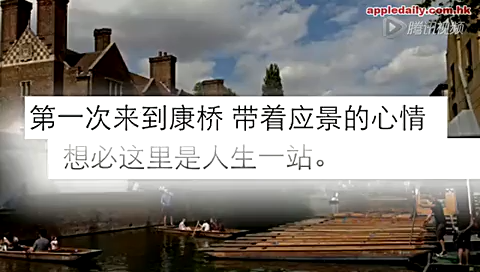 appledaily.com.hk
腾讯视频
第一次来到康桥 带着应景的心情
想必这里是人生一站。